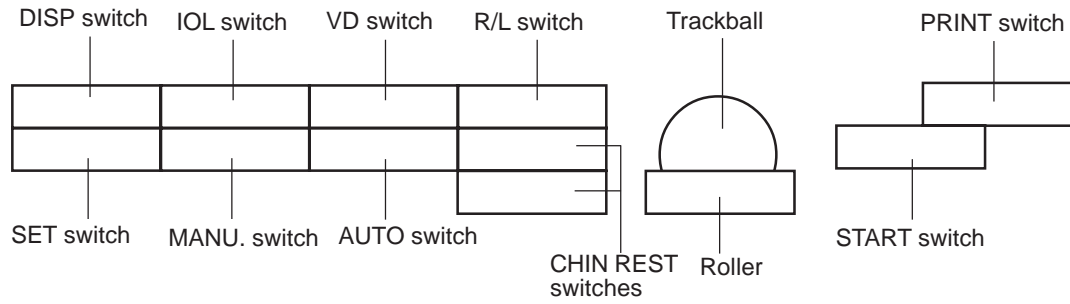 DISP switch
IOL switch
VD switch
R/L switch
Trackball
PRINT switch
SET switch
MANU. switch
AUTO switch
CHIN REST
switches
Roller
START switch